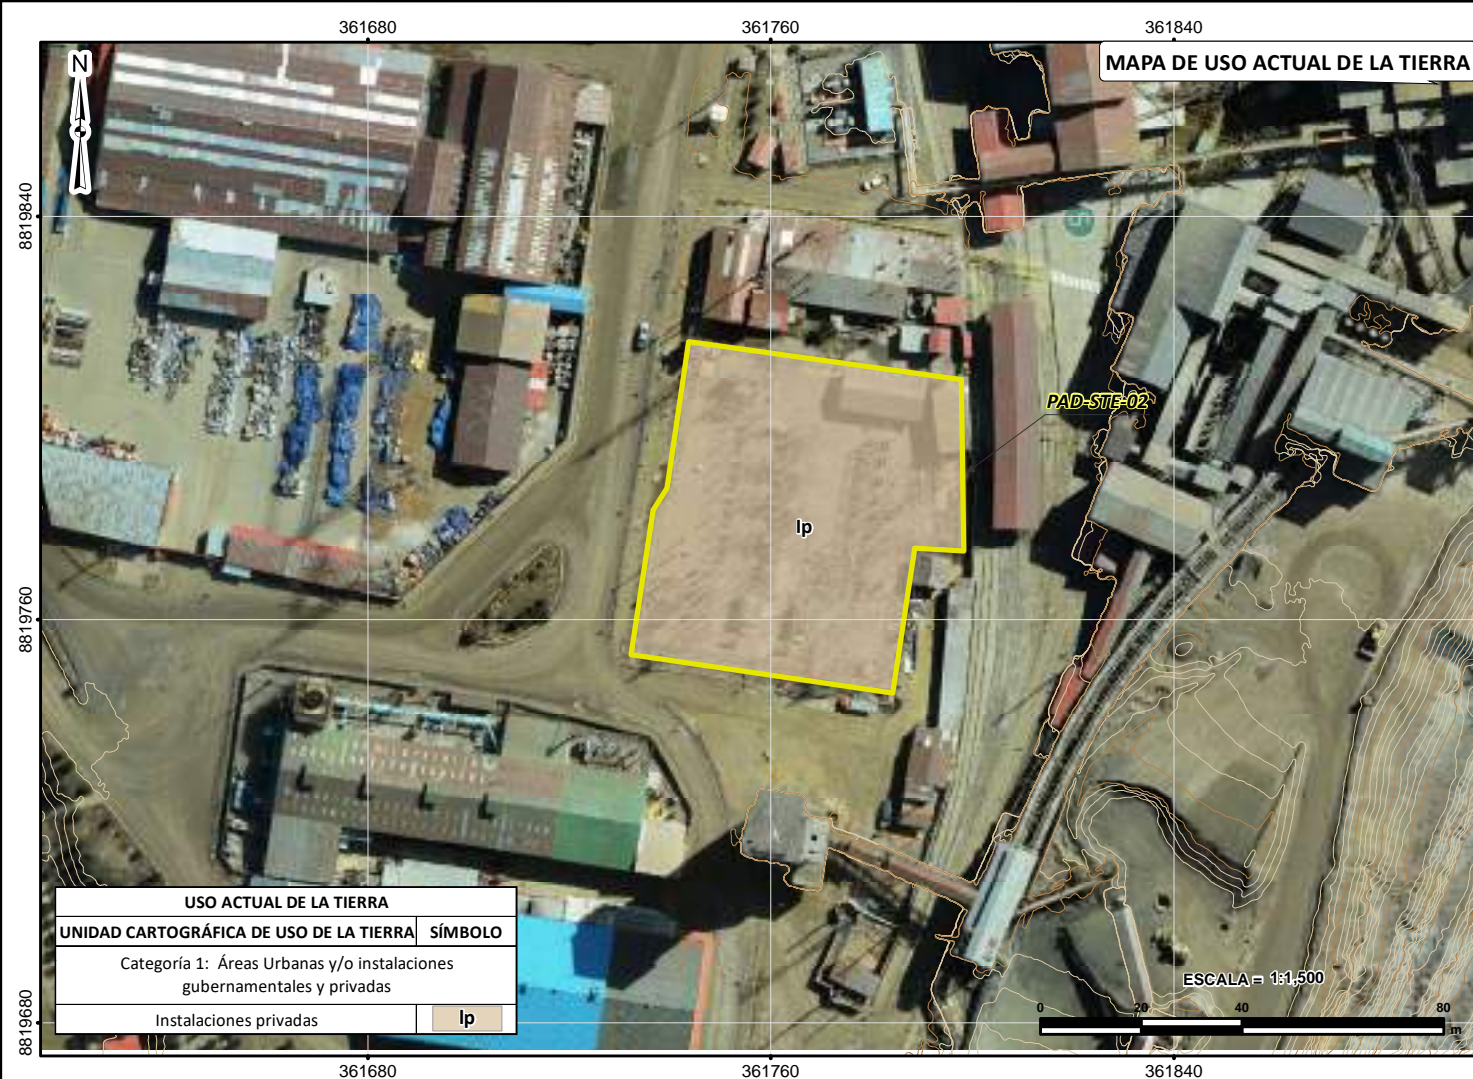 361680
361760
361840
MAPA DE USO ACTUAL DE LA TIERRA
N
8819840
8819760
8819680
PAD-STE-02
Ip
USO ACTUAL DE LA TIERRA
UNIDAD CARTOGRÁFICA DE USO DE LA TIERRA
SÍMBOLO
Categoría 1: Áreas Urbanas y/o instalaciones
gubernamentales y privadas
Instalaciones privadas
Ip
ESCALA = 1:1,500
0
20
40
80
m
361680
361760
361840